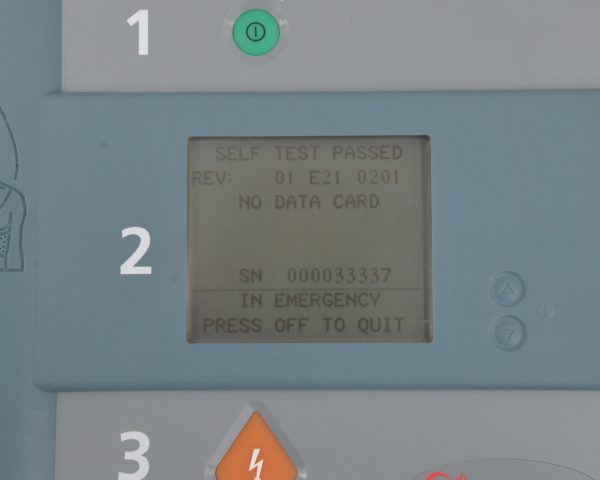 1
SELF TEST PASSED
REV: 01 E21 0201
NO DATA CARD
2
SN 000033337
IN EMERGENCY
PRESS OFF TO QUIT
3